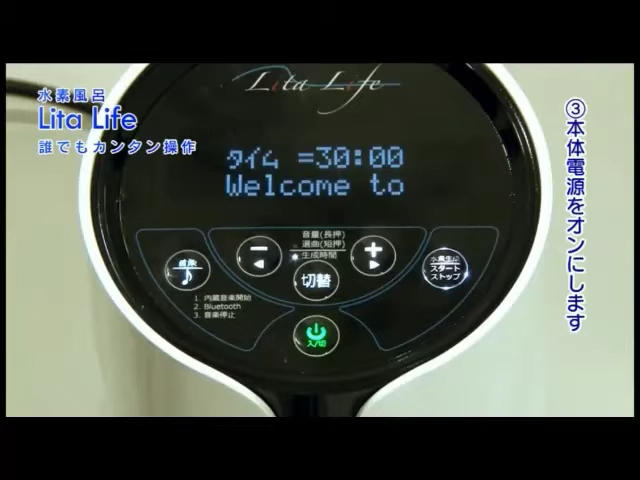 水素風呂
Lita Life
誰でもカンタン操作
③本体電源をオンにします
Lita Life
タイム =30:00
Welcome to
音量(長押)
選曲(短押)
生成時間
−
+
切替
音楽
1. 内蔵音楽開始
2. Bluetooth
3. 音楽停止
水素生成
スタート
ストップ
入/切